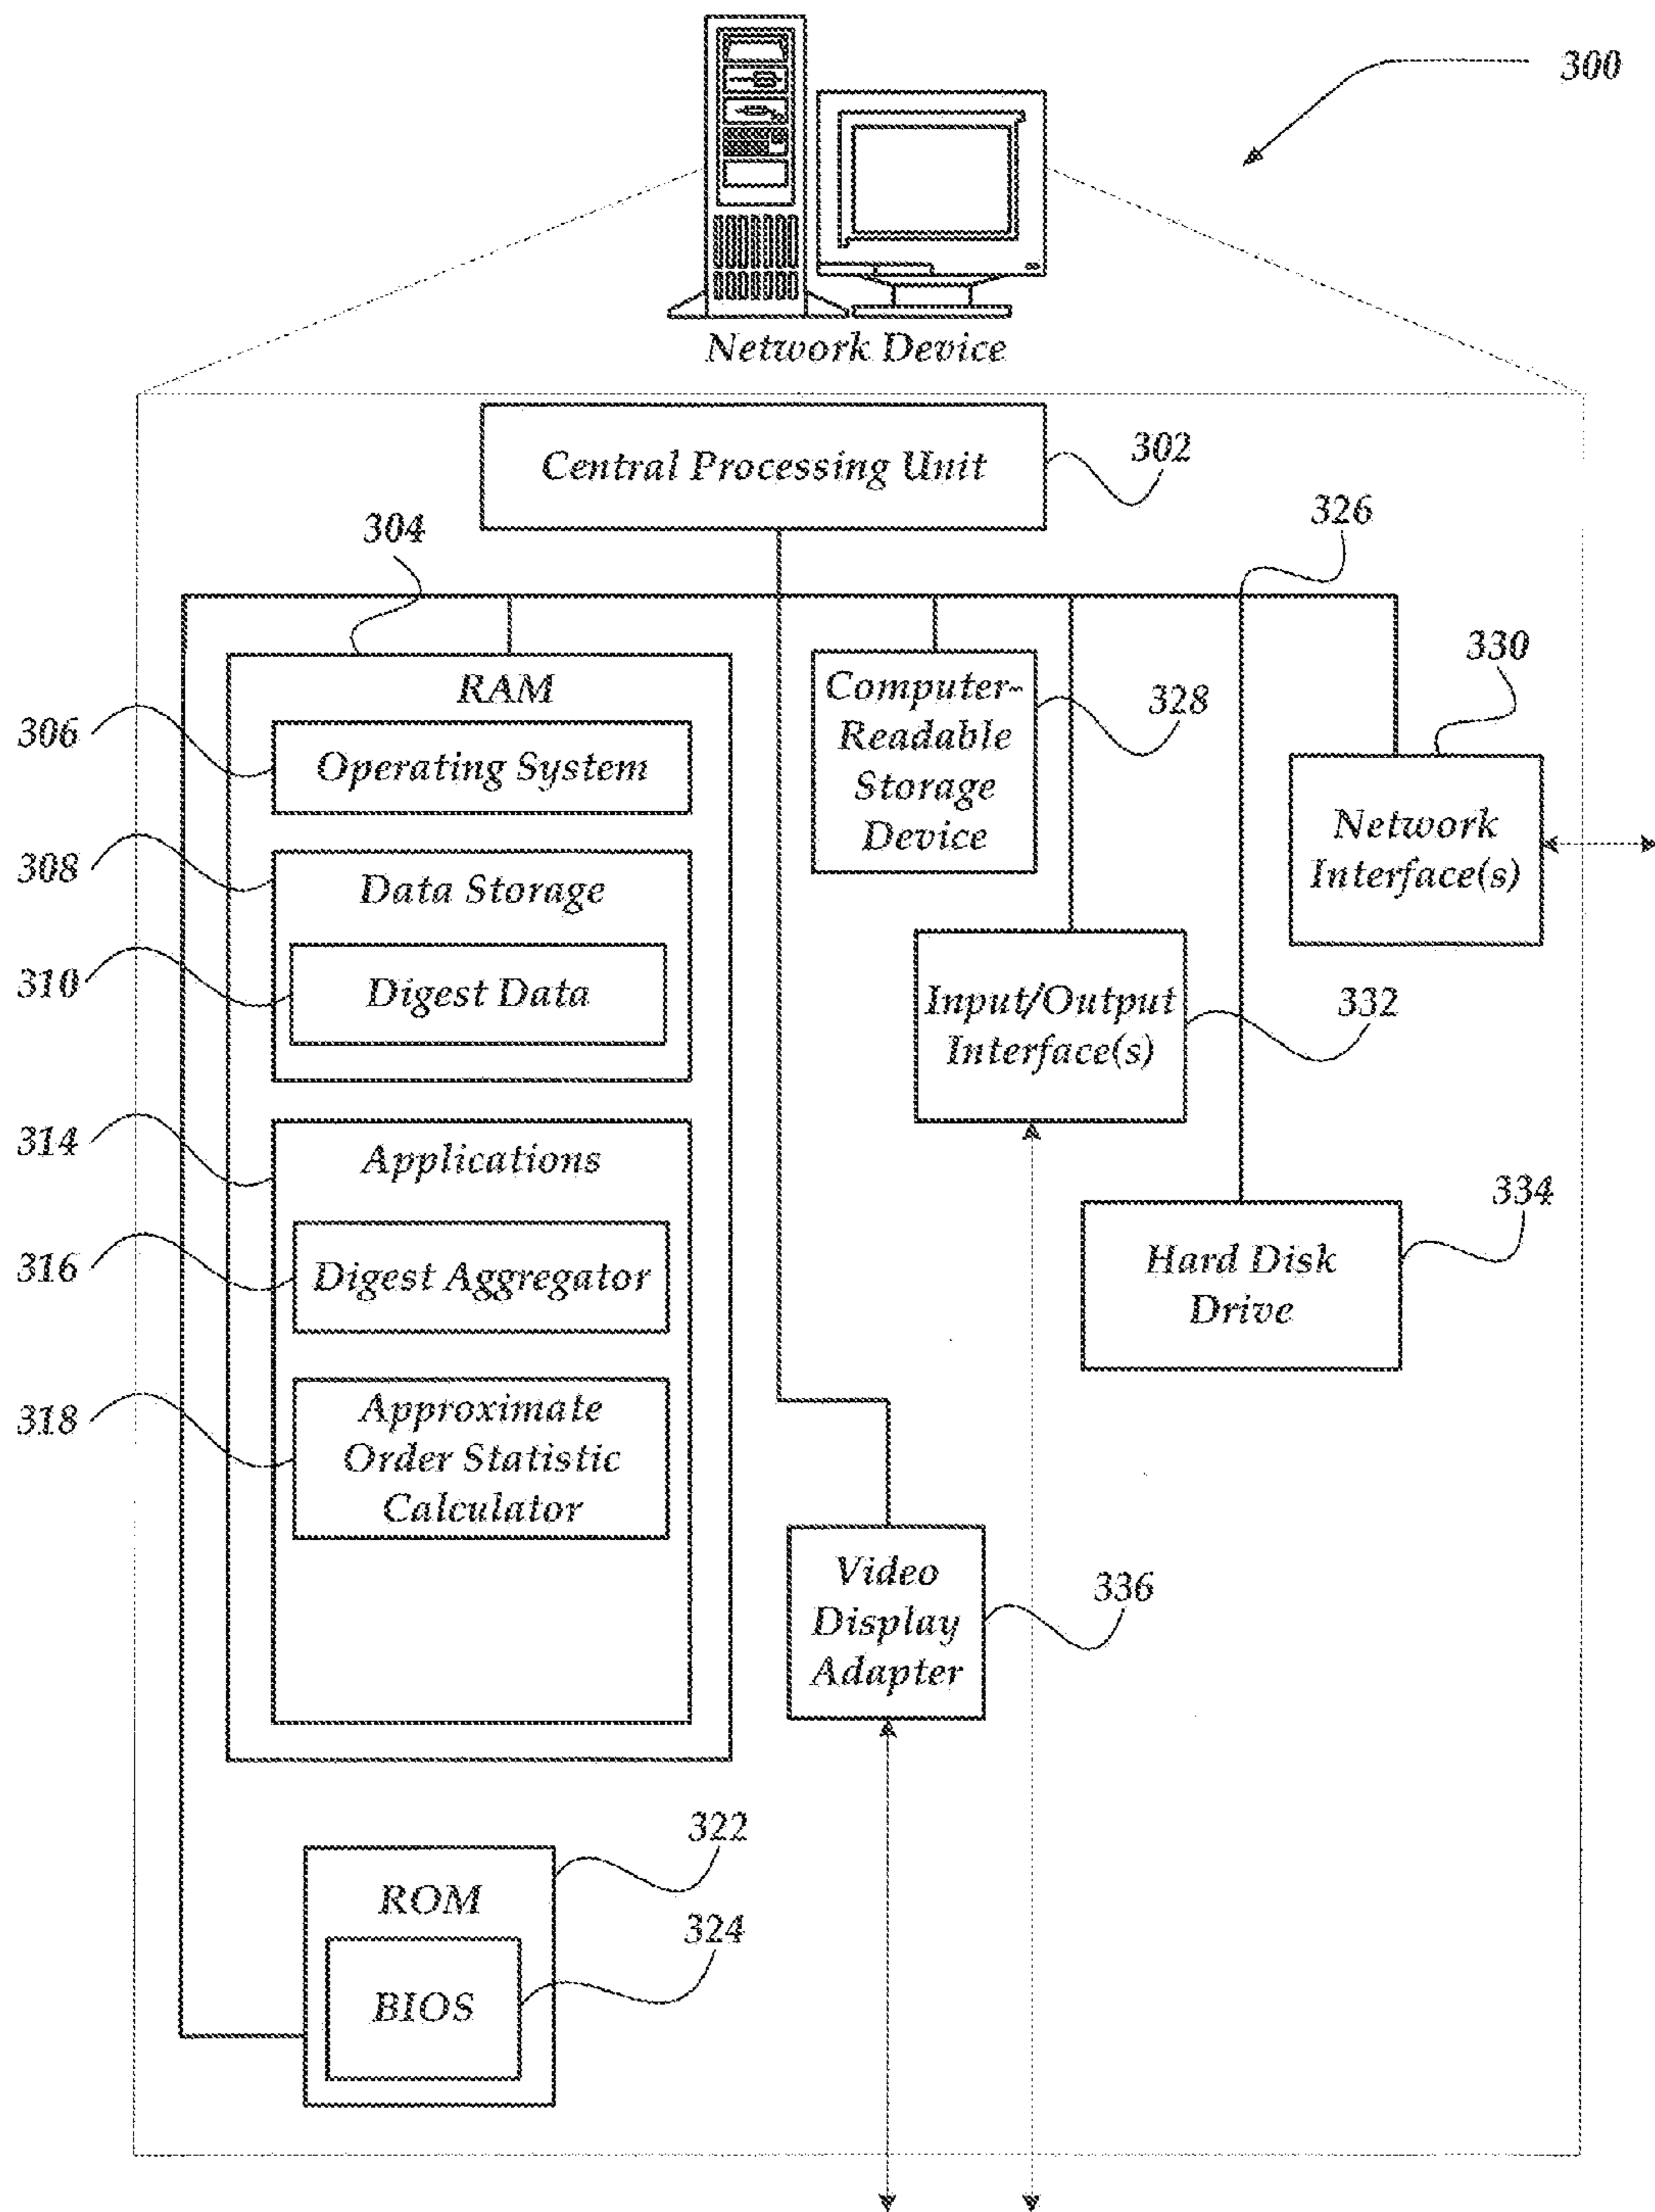 300
Network Device
Central Processing Unit
302
304
326
RAM
306
Operating System
308
Data Storage
310
Digest Data
314
Applications
316
Digest Aggregator
318
Approximate
Order Statistic
Calculator
Computer-
Readable
Storage
Device
328
330
Network
Interface(s)
Input/Output
Interface(s)
332
334
Hard Disk
Drive
Video
Display
Adapter
336
322
ROM
324
BIOS